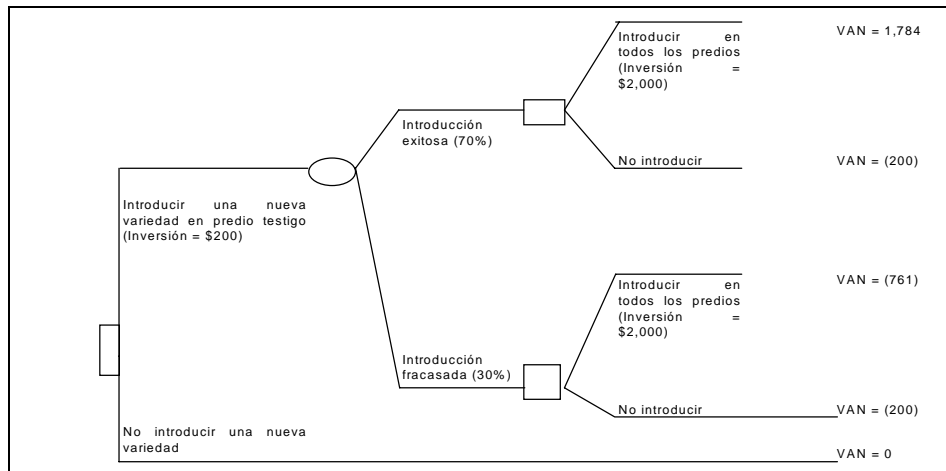 VAN = 1,784
Introducir en
todos los predios
(Inversión =
$2,000)
Introducción
exitosa (70%)
No introducir
VAN = (200)
Introducir una nueva
variedad en predio testigo
(Inversión = $200)
Introducir en
todos los predios
(Inversión =
$2,000)
VAN = (761)
Introducción
fracasada (30%)
No introducir
VAN = (200)
No introducir una nueva
variedad
VAN = 0